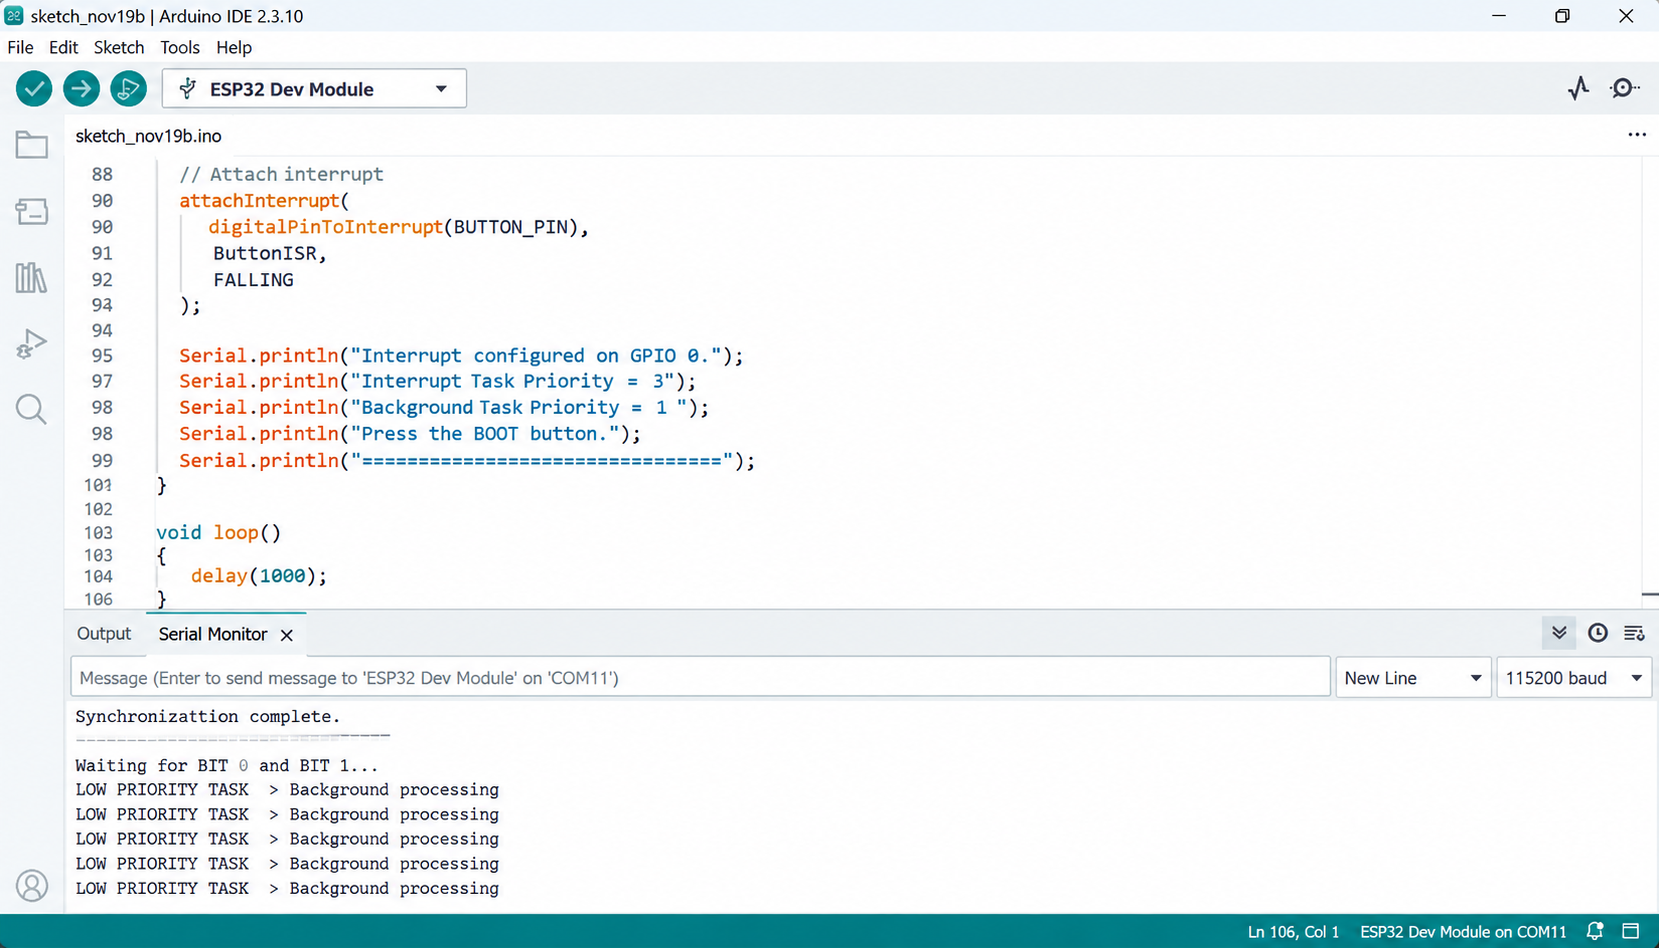 sketch_nov19b | Arduino IDE 2.3.10
File Edit Sketch Tools Help
ESP32 Dev Module
sketch_nov19b.ino
88 // Attach interrupt
90 attachInterrupt(
90 digitalPinToInterrupt(BUTTON_PIN),
91 ButtonISR,
92 FALLING
93 );
94
95 Serial.println("Interrupt configured on GPIO 0.");
97 Serial.println("Interrupt Task Priority = 3");
98 Serial.println("Background Task Priority = 1 ");
98 Serial.println("Press the BOOT button.");
99 Serial.println("================================");
101 }
102
103 void loop()
103 {
104 delay(1000);
106 }
Output Serial Monitor
Message (Enter to send message to 'ESP32 Dev Module' on 'COM11') New Line 115200 baud
Synchronizattion complete.
--------------------------------
Waiting for BIT 0 and BIT 1...
LOW PRIORITY TASK > Background processing
LOW PRIORITY TASK > Background processing
LOW PRIORITY TASK > Background processing
LOW PRIORITY TASK > Background processing
LOW PRIORITY TASK > Background processing
Ln 106, Col 1 ESP32 Dev Module on COM11